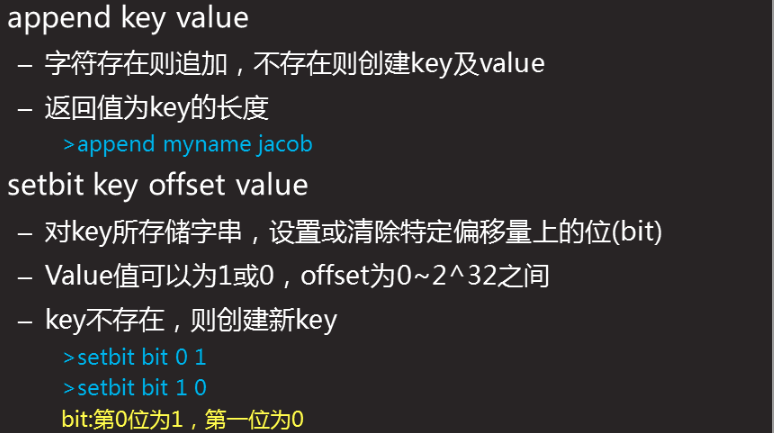 append key value
– 字符存在则追加，不存在则创建key及value
– 返回值为key的长度
>append myname jacob
setbit key offset value
– 对key所存储字串，设置或清除特定偏移量上的位(bit)
– Value值可以为1或0，offset为0~2^32之间
– key不存在，则创建新key
>setbit bit 0 1
>setbit bit 1 0
bit:第0位为1，第一位为0